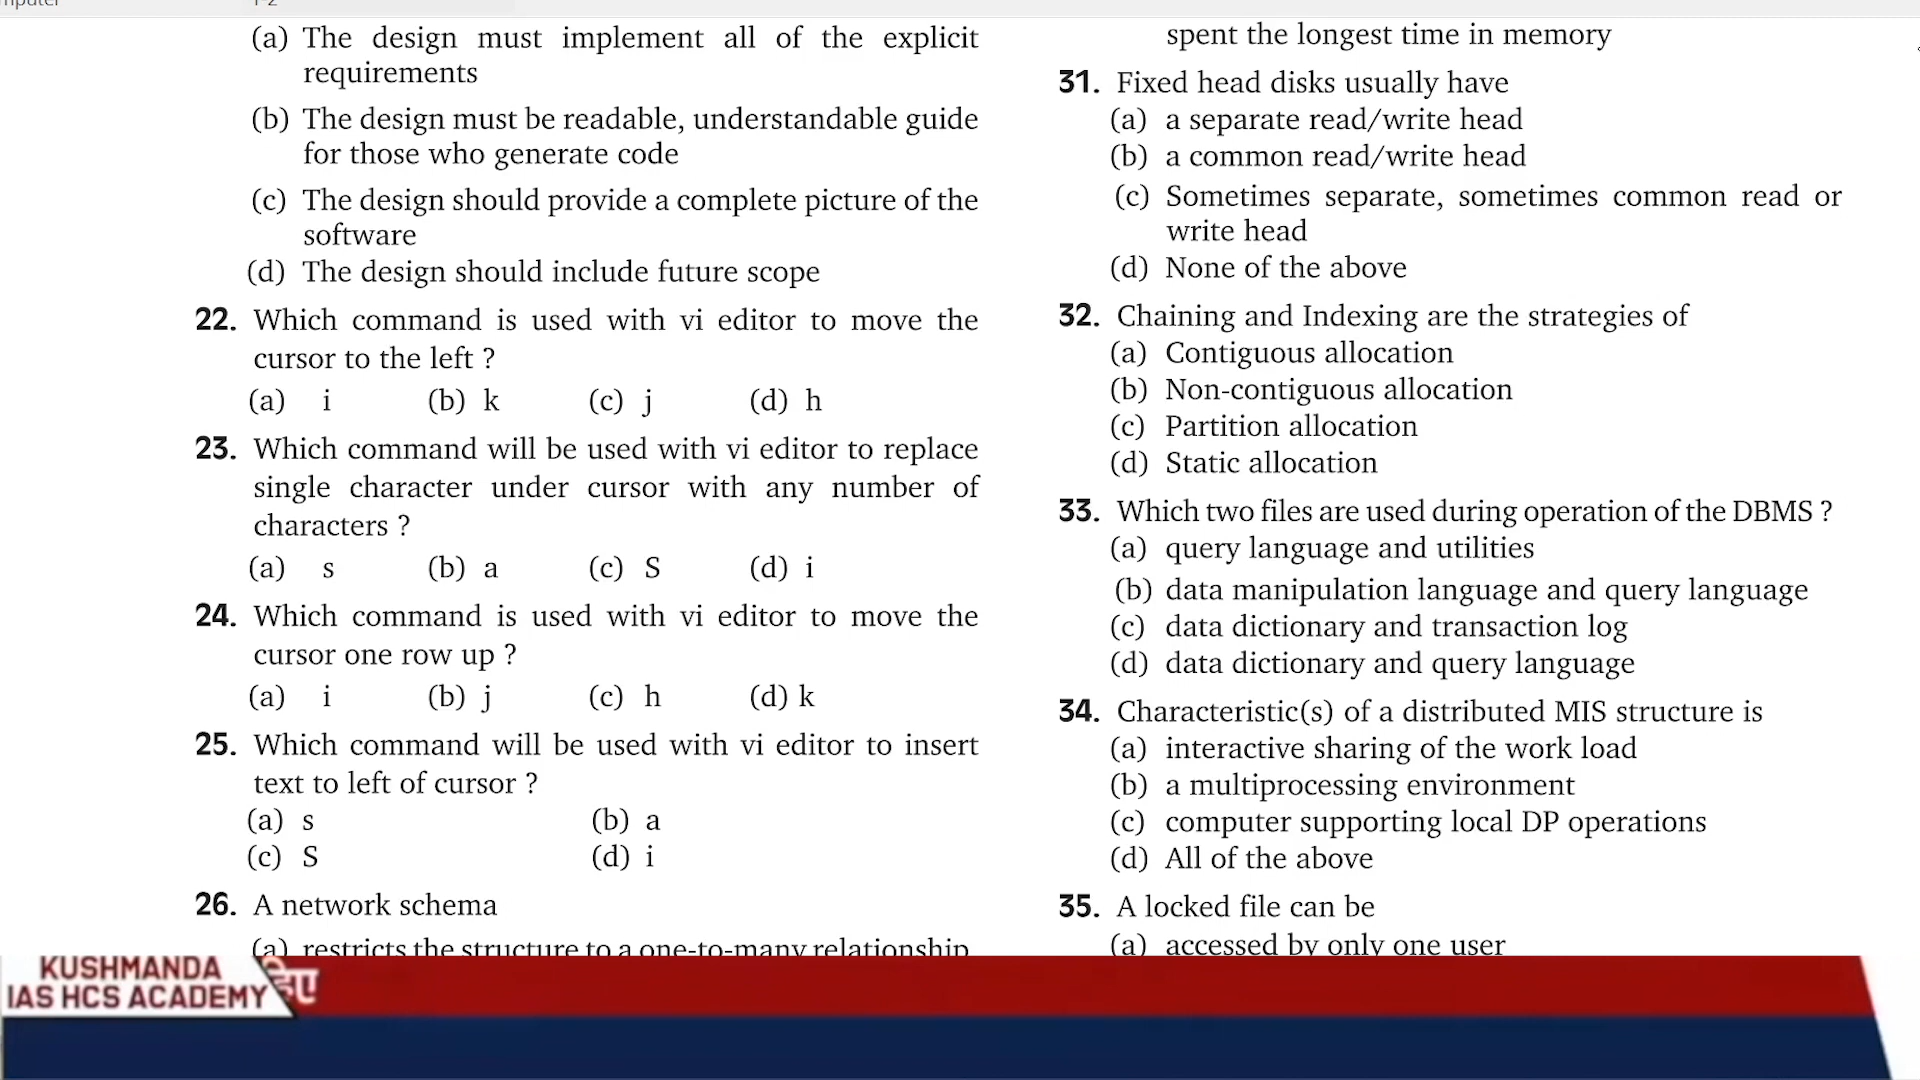 (a) The design must implement all of the explicit
requirements
(b) The design must be readable, understandable guide
for those who generate code
(c) The design should provide a complete picture of the
software
(d) The design should include future scope
22. Which command is used with vi editor to move the
cursor to the left ?
(a) i (b) k (c) j (d) h
23. Which command will be used with vi editor to replace
single character under cursor with any number of
characters ?
(a) s (b) a (c) S (d) i
24. Which command is used with vi editor to move the
cursor one row up ?
(a) i (b) j (c) h (d) k
25. Which command will be used with vi editor to insert
text to left of cursor ?
(a) s (b) a
(c) S (d) i
26. A network schema
(a) restricts the structure to a one-to-many relationship
spent the longest time in memory
31. Fixed head disks usually have
(a) a separate read/write head
(b) a common read/write head
(c) Sometimes separate, sometimes common read or
write head
(d) None of the above
32. Chaining and Indexing are the strategies of
(a) Contiguous allocation
(b) Non-contiguous allocation
(c) Partition allocation
(d) Static allocation
33. Which two files are used during operation of the DBMS ?
(a) query language and utilities
(b) data manipulation language and query language
(c) data dictionary and transaction log
(d) data dictionary and query language
34. Characteristic(s) of a distributed MIS structure is
(a) interactive sharing of the work load
(b) a multiprocessing environment
(c) computer supporting local DP operations
(d) All of the above
35. A locked file can be
(a) accessed by only one user
KUSHMANDA
IAS HCS ACADEMY